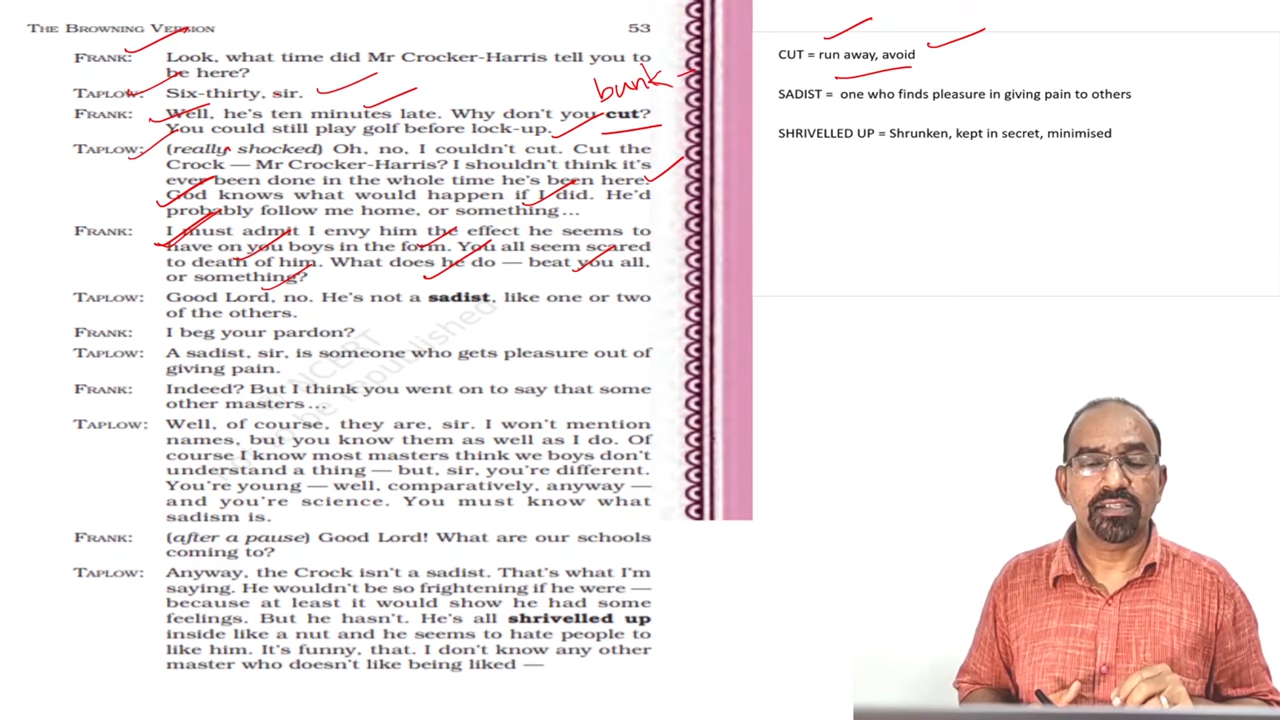 THE BROWNING VERSION 53
FRANK: Look, what time did Mr Crocker-Harris tell you to
be here?
TAPLOW: Six-thirty, sir.
FRANK: Well, he's ten minutes late. Why don't you cut?
You could still play golf before lock-up.
TAPLOW: (really shocked) Oh, no, I couldn't cut. Cut the
Crock — Mr Crocker-Harris? I shouldn't think it's
ever been done in the whole time he's been here.
God knows what would happen if I did. He'd
probably follow me home, or something...
FRANK: I must admit I envy him the effect he seems to
have on you boys in the form. You all seem scared
to death of him. What does he do — beat you all,
or something?
TAPLOW: Good Lord, no. He's not a sadist, like one or two
of the others.
FRANK: I beg your pardon?
TAPLOW: A sadist, sir, is someone who gets pleasure out of
giving pain.
FRANK: Indeed? But I think you went on to say that some
other masters...
TAPLOW: Well, of course, they are, sir. I won't mention
names, but you know them as well as I do. Of
course I know most masters think we boys don't
understand a thing — but, sir, you're different.
You're young — well, comparatively, anyway —
and you're science. You must know what
sadism is.
FRANK: (after a pause) Good Lord! What are our schools
coming to?
TAPLOW: Anyway, the Crock isn't a sadist. That's what I'm
saying. He wouldn't be so frightening if he were —
because at least it would show he had some
feelings. But he hasn't. He's all shrivelled up
inside like a nut and he seems to hate people to
like him. It's funny, that. I don't know any other
master who doesn't like being liked —
bunk
CUT = run away, avoid
SADIST = one who finds pleasure in giving pain to others
SHRIVELLED UP = Shrunken, kept in secret, minimised